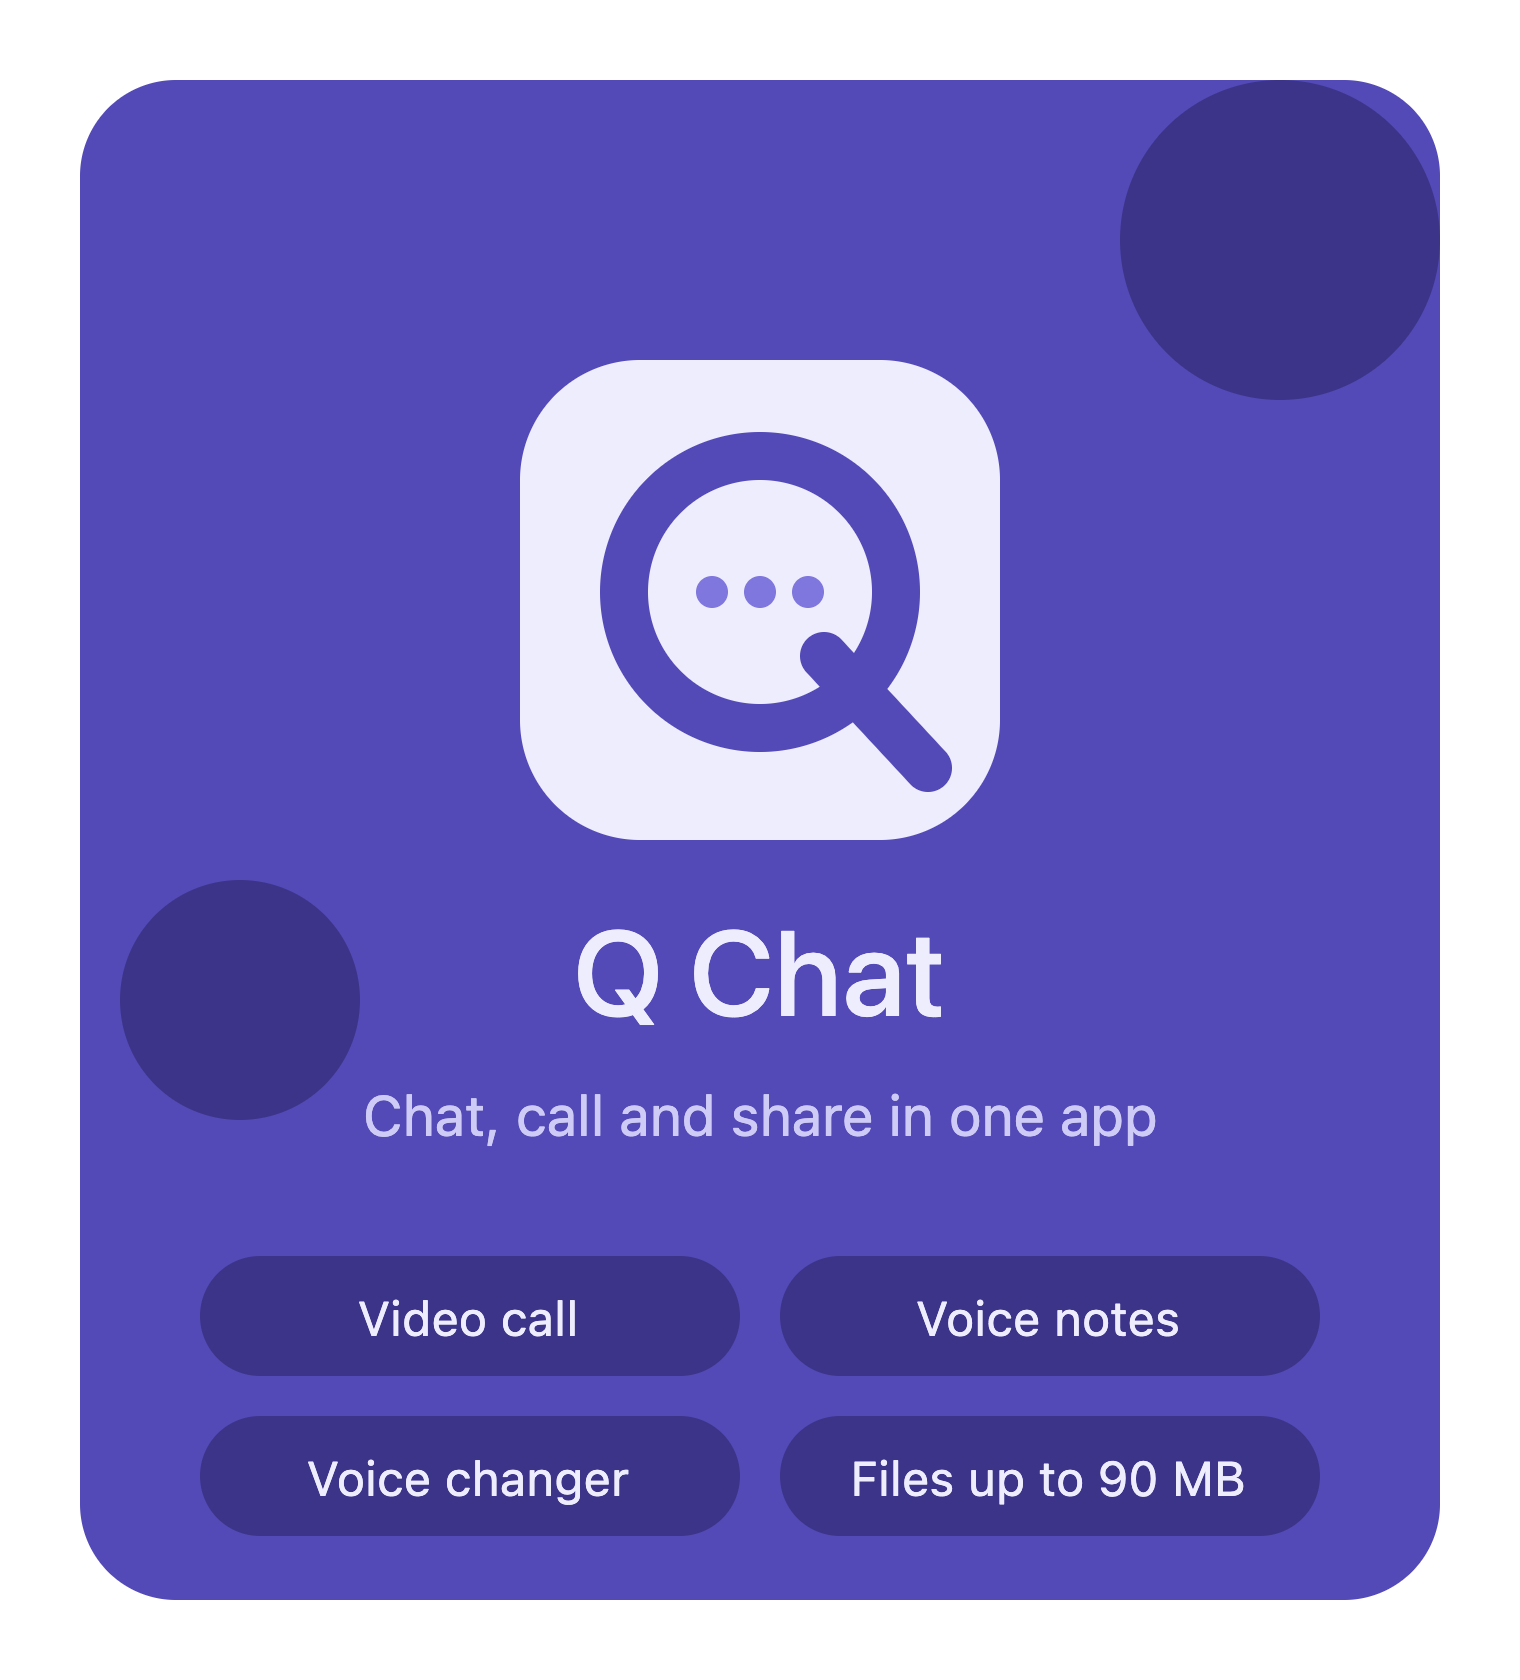 Q Chat
Chat, call and share in one app
Video call
Voice notes
Voice changer
Files up to 90 MB